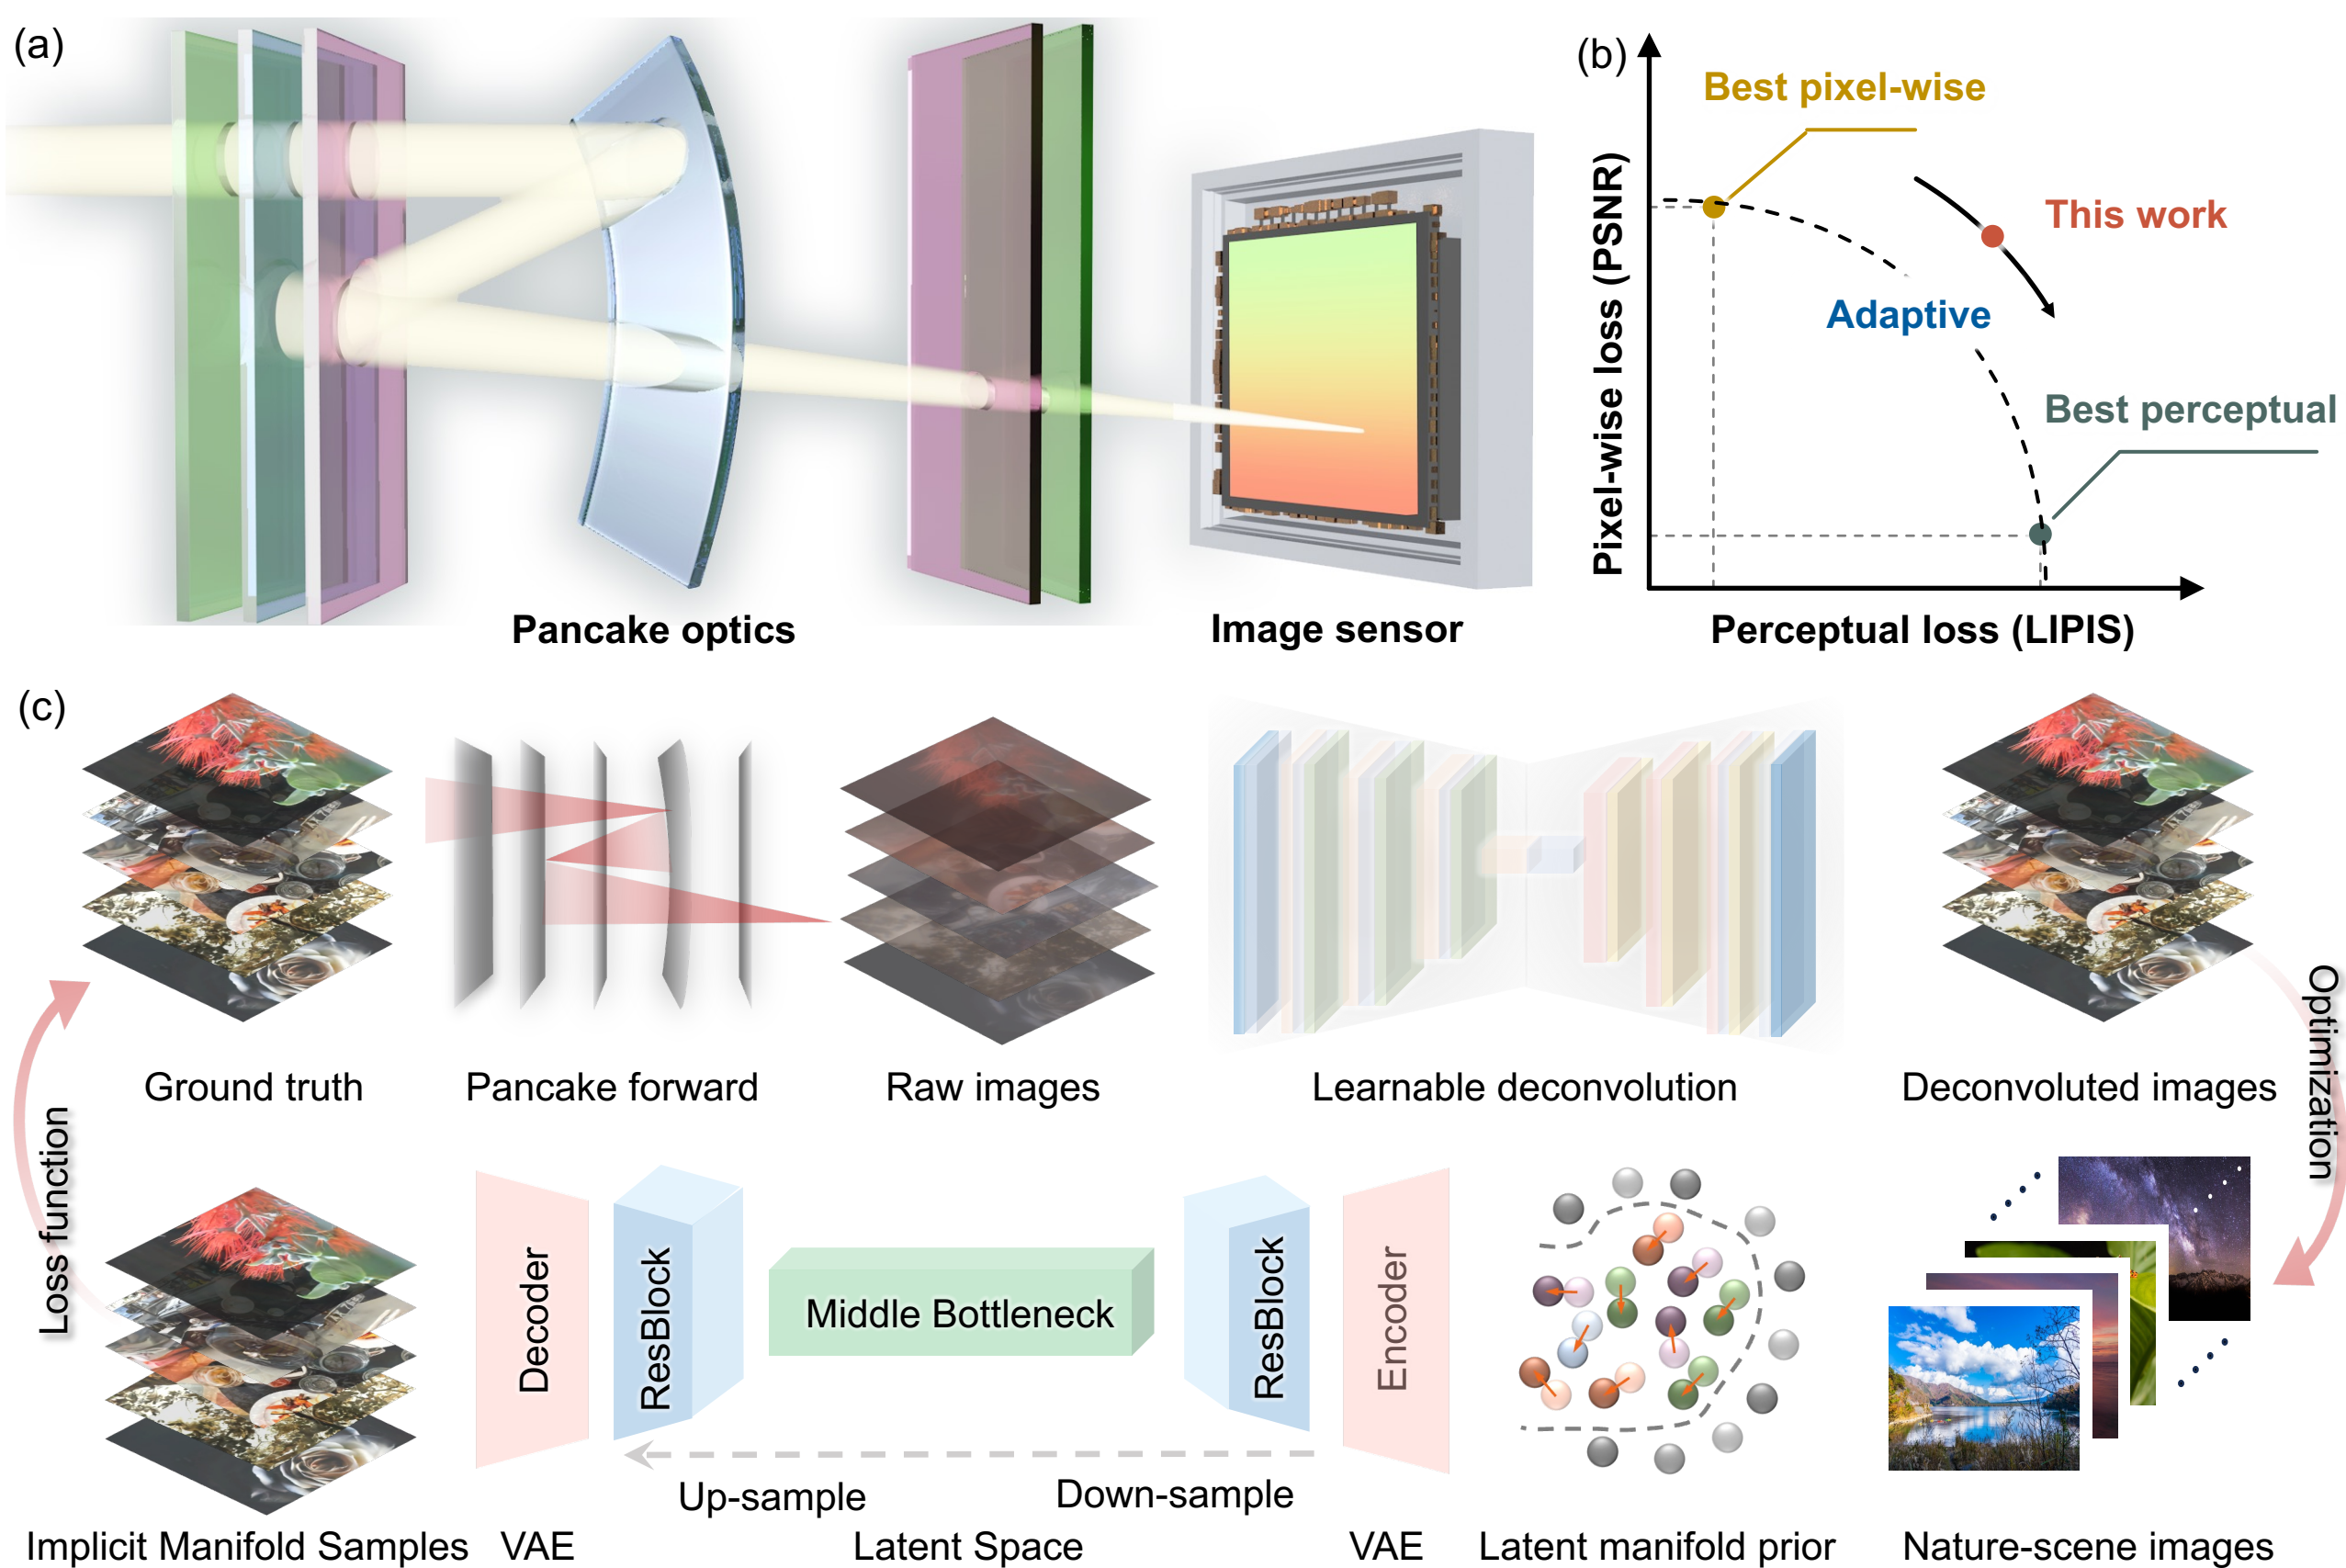 (a)
Pancake optics
Image sensor
(b)
Best pixel-wise
This work
Adaptive
Best perceptual
Pixel-wise loss (PSNR)
Perceptual loss (LIPIS)
(c)
Ground truth
Pancake forward
Raw images
Learnable deconvolution
Deconvoluted images
Optimization
Loss function
Decoder
ResBlock
Middle Bottleneck
ResBlock
Encoder
Up-sample
Down-sample
Implicit Manifold Samples
VAE
Latent Space
VAE
Latent manifold prior
Nature-scene images